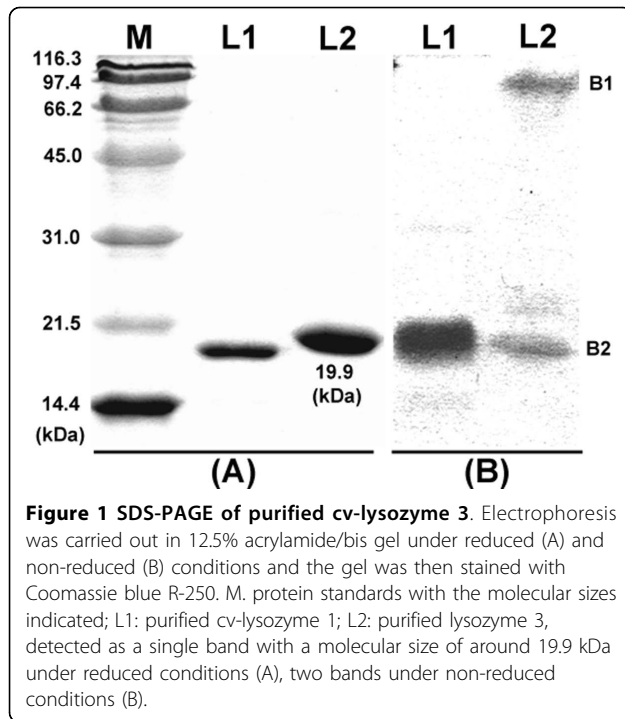 M L1 L2 L1 L2
116.3
97.4
66.2
45.0
31.0
21.5
14.4
(kDa)
19.9
(kDa)
B1
B2
(A) (B)
Figure 1 SDS-PAGE of purified cv-lysozyme 3. Electrophoresis
was carried out in 12.5% acrylamide/bis gel under reduced (A) and
non-reduced (B) conditions and the gel was then stained with
Coomassie blue R-250. M. protein standards with the molecular sizes
indicated; L1: purified cv-lysozyme 1; L2: purified lysozyme 3,
detected as a single band with a molecular size of around 19.9 kDa
under reduced conditions (A), two bands under non-reduced
conditions (B).